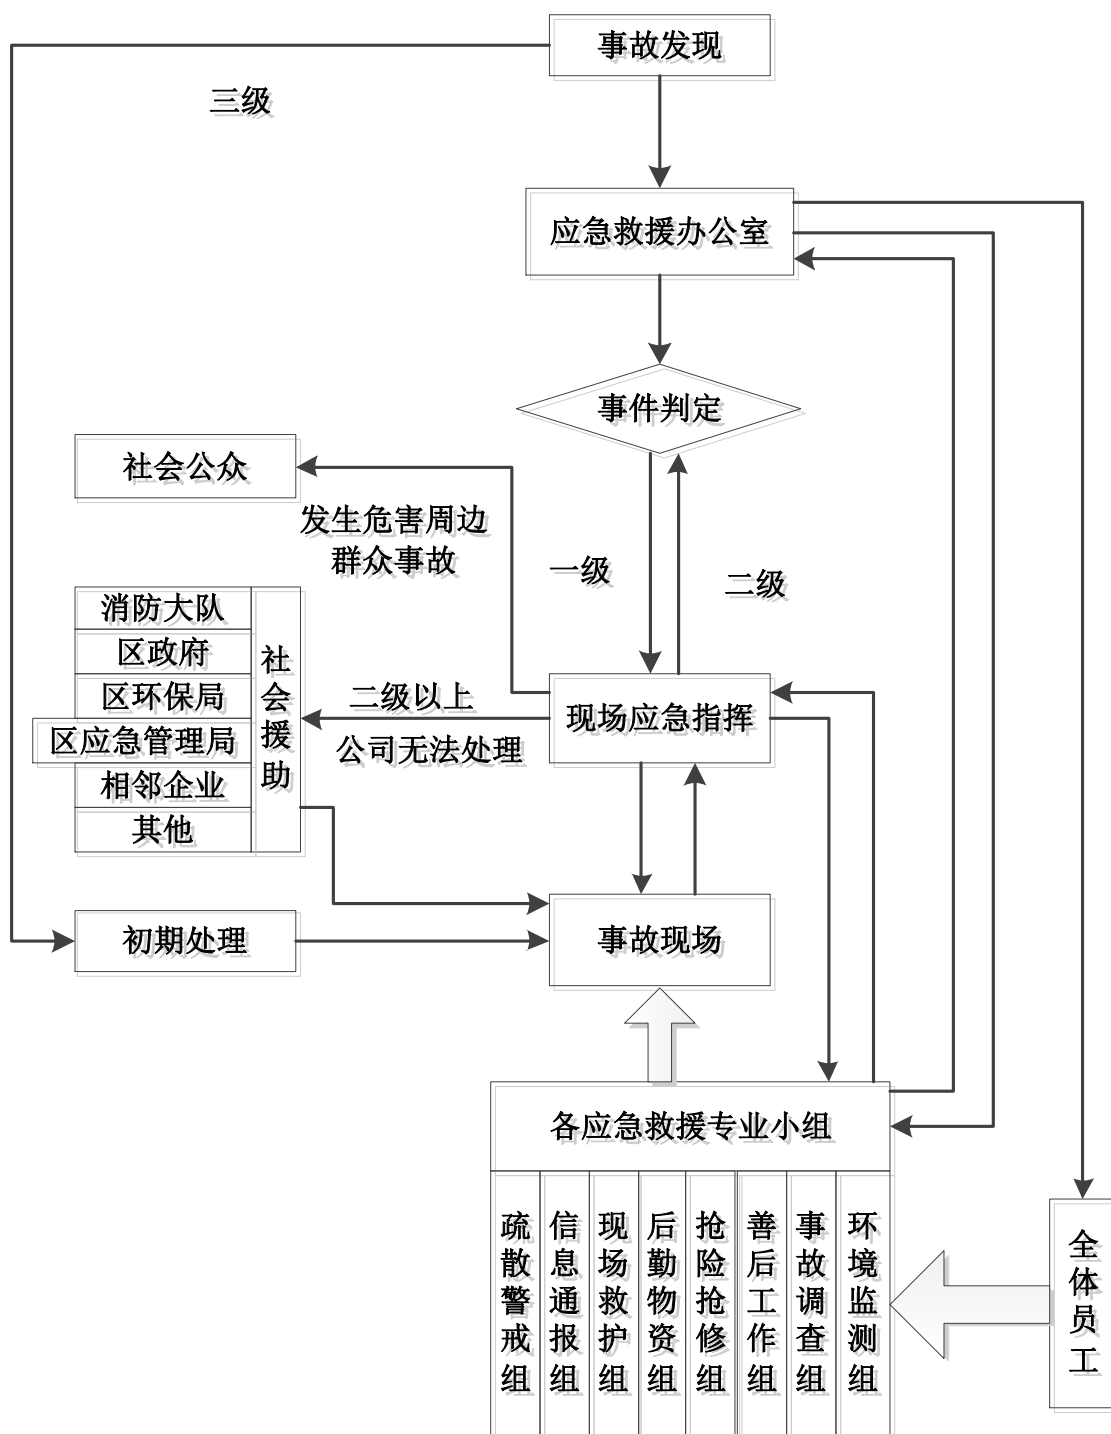 事故发现
三级
应急救援办公室
事件判定
社会公众
发生危害周边
群众事故
一级
二级
消防大队
区政府
区环保局
区应急管理局
相邻企业
其他
社会援助
二级以上
公司无法处理
现场应急指挥
初期处理
事故现场
各应急救援专业小组
疏散警戒组
信息通报组
现场救护组
后勤物资组
抢险抢修组
善后工作组
事故调查组
环境监测组
全体员工